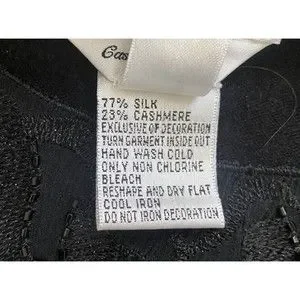 Cas
77% SILK
23% CASHMERE
EXCLUSIVE OF DECORATION
TURN GARMENT INSIDE OUT
HAND WASH COLD
ONLY NON CHLORINE
BLEACH
RESHAPE AND DRY FLAT
COOL IRON
DO NOT IRON DECORATION